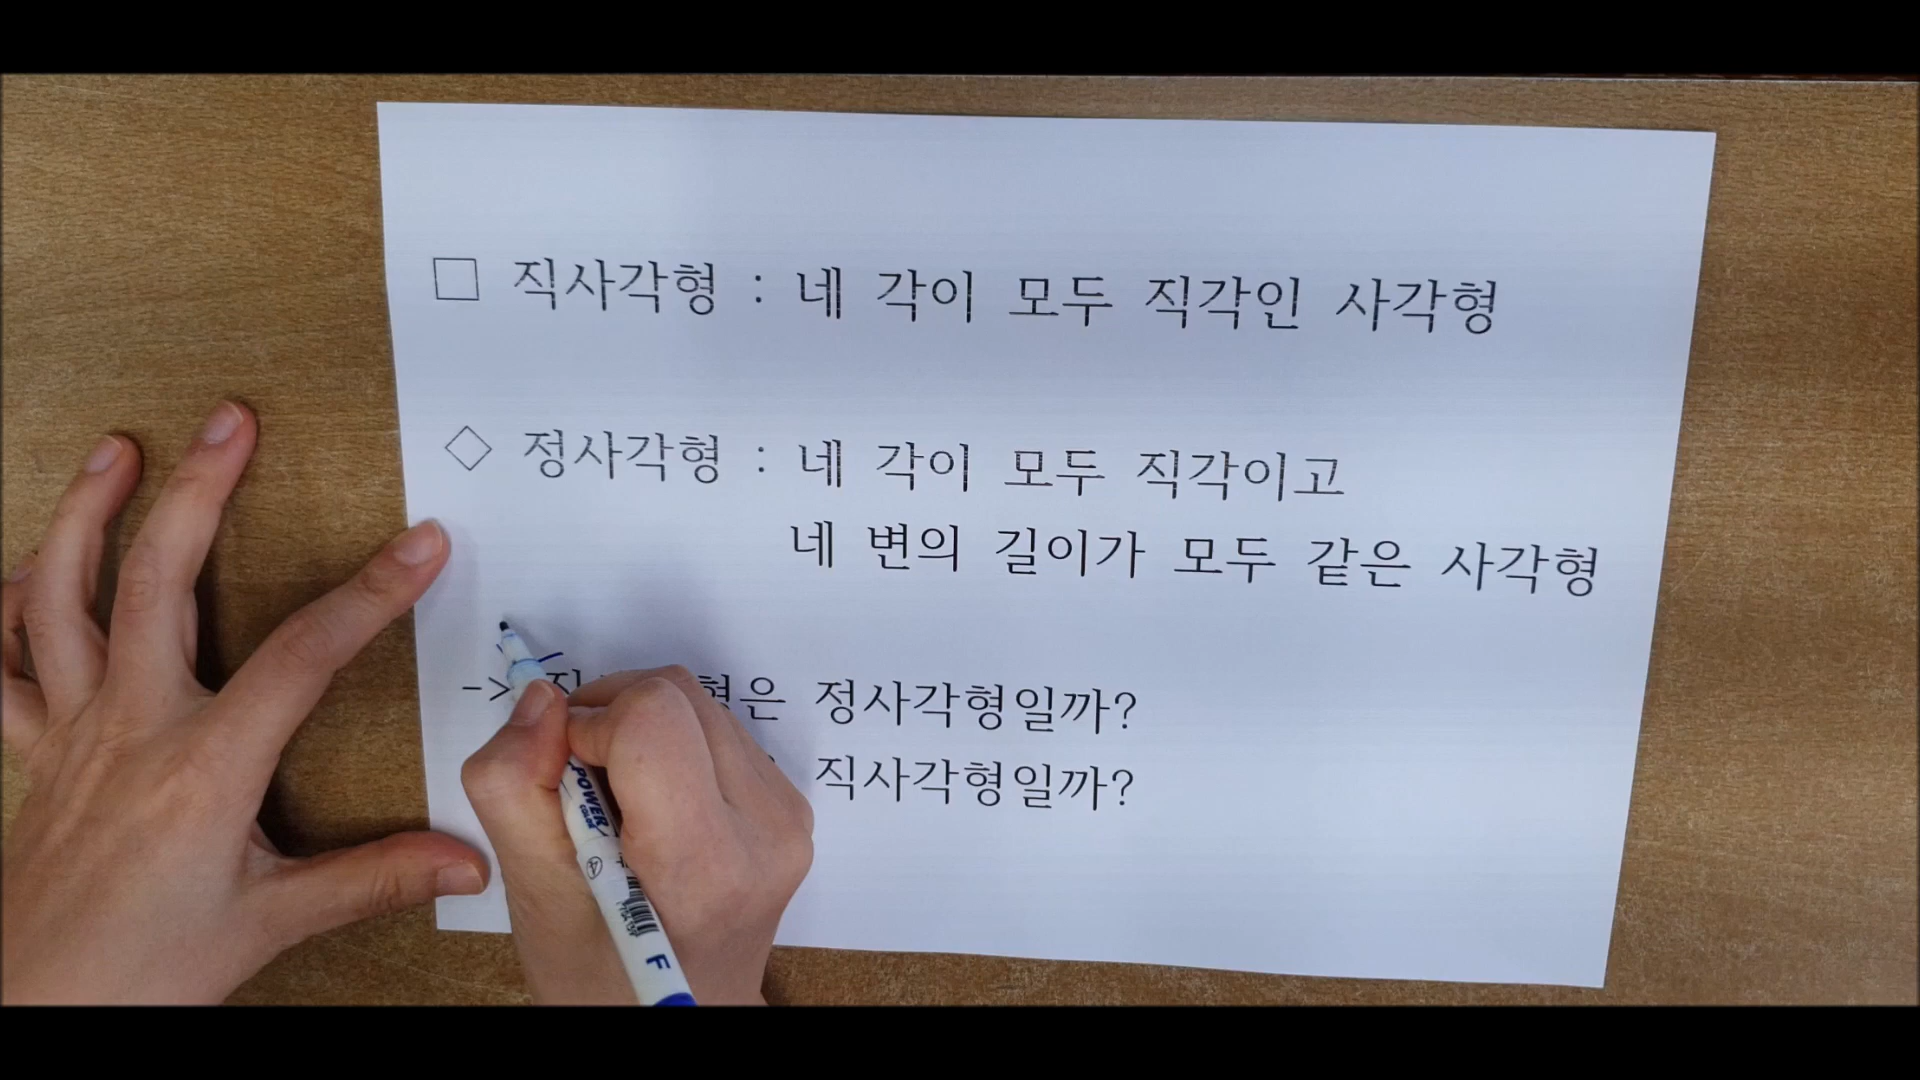 □ 직사각형 : 네 각이 모두 직각인 사각형
◇ 정사각형 : 네 각이 모두 직각이고
네 변의 길이가 모두 같은 사각형
-> 정사각형일까?
직사각형일까?
POWER
COLOR
F